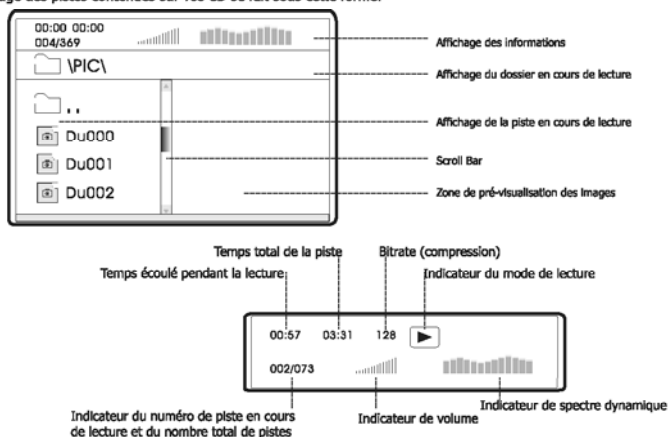 00:00 00:00
004/369
Affichage des informations
\PIC\
Affichage du dossier en cours de lecture
..
Affichage de la piste en cours de lecture
Du000
Du001
Scroll Bar
Du002
Zone de pré-visualisation des images
Temps total de la piste
Bitrate (compression)
Temps écoulé pendant la lecture
Indicateur du mode de lecture
00:57 03:31 128
002/073
Indicateur du numéro de piste en cours
de lecture et du nombre total de pistes
Indicateur de volume
Indicateur de spectre dynamique